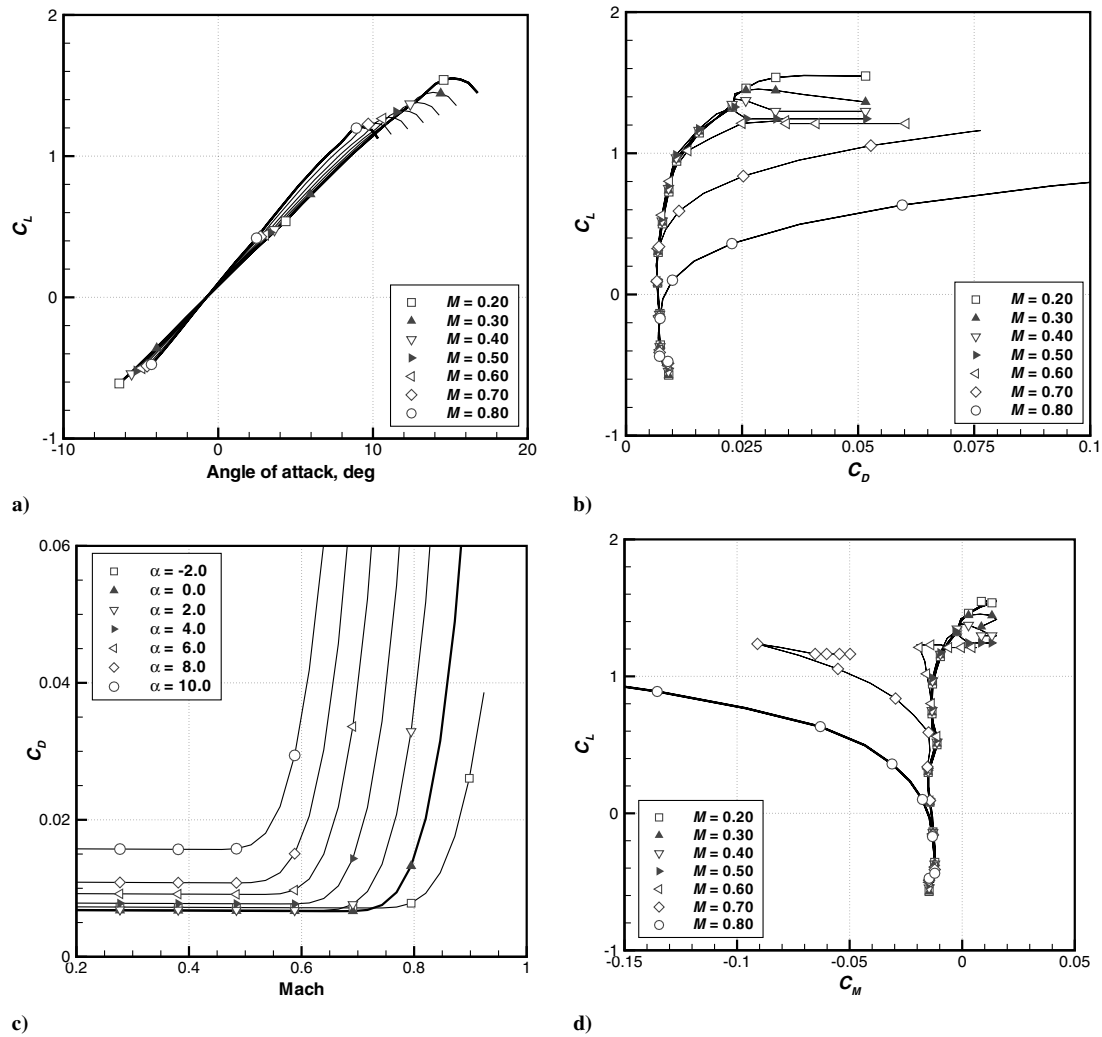 2
1
0
-1
-10
0
10
20
C_L
Angle of attack, deg
M = 0.20
M = 0.30
M = 0.40
M = 0.50
M = 0.60
M = 0.70
M = 0.80
a)
2
1
0
-1
0
0.025
0.05
0.075
0.1
C_L
C_D
M = 0.20
M = 0.30
M = 0.40
M = 0.50
M = 0.60
M = 0.70
M = 0.80
b)
0.06
0.04
0.02
0
0.2
0.4
0.6
0.8
1
C_D
Mach
α = -2.0
α = 0.0
α = 2.0
α = 4.0
α = 6.0
α = 8.0
α = 10.0
c)
2
1
0
-1
-0.15
-0.1
-0.05
0
0.05
C_L
C_M
M = 0.20
M = 0.30
M = 0.40
M = 0.50
M = 0.60
M = 0.70
M = 0.80
d)